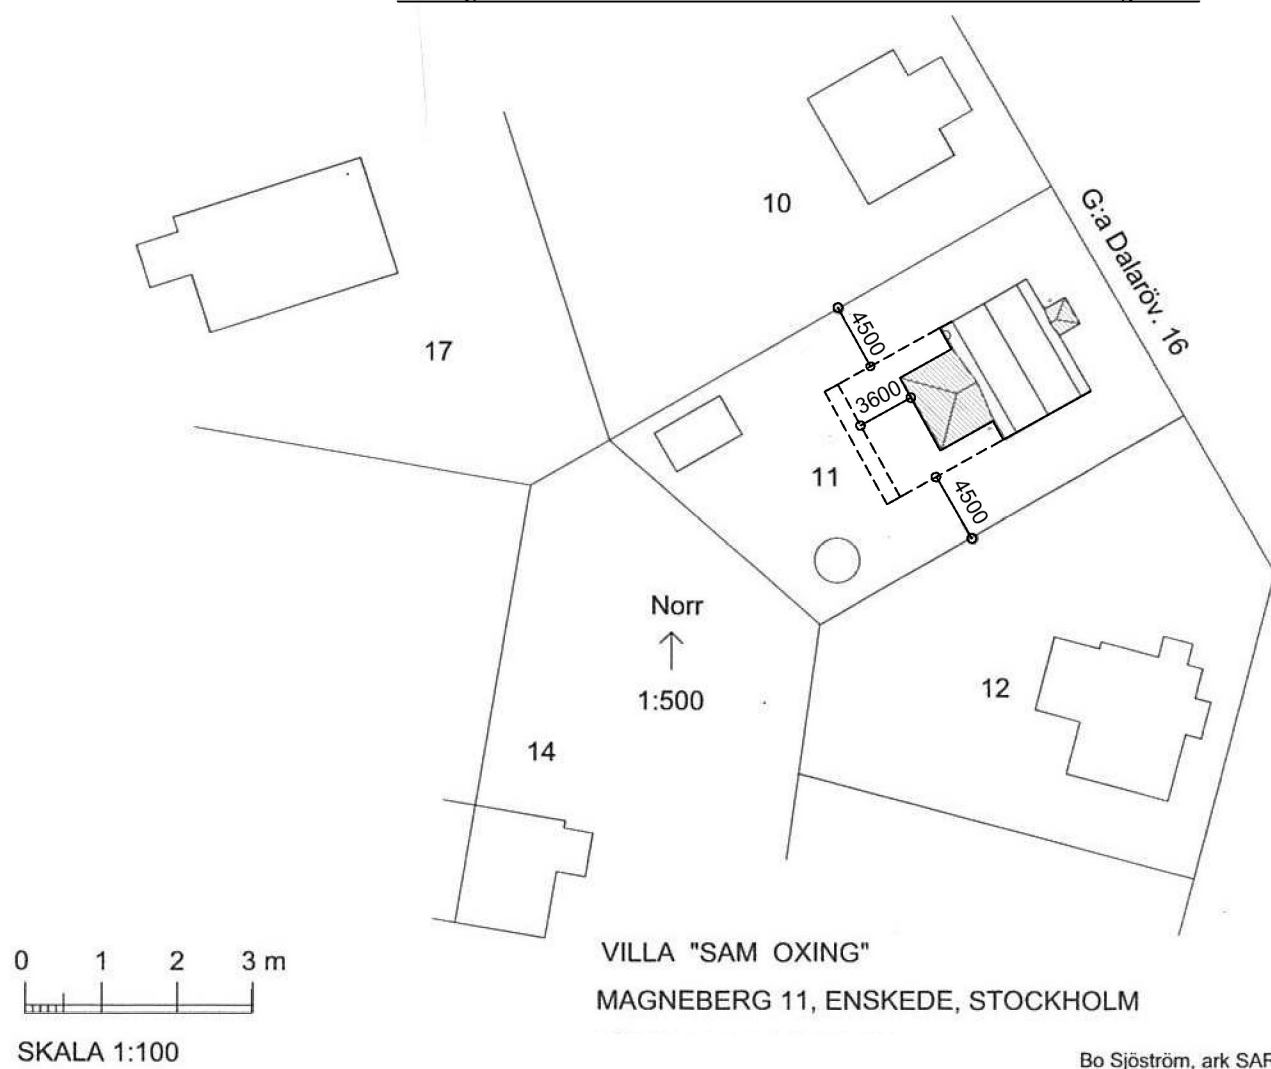 10
G:a Dalaröv. 16
17
4500
3600
11
4500
Norr
1:500
12
14
0 1 2 3 m
SKALA 1:100
VILLA "SAM OXING"
MAGNEBERG 11, ENSKEDE, STOCKHOLM
Bo Sjöström, ark SAR